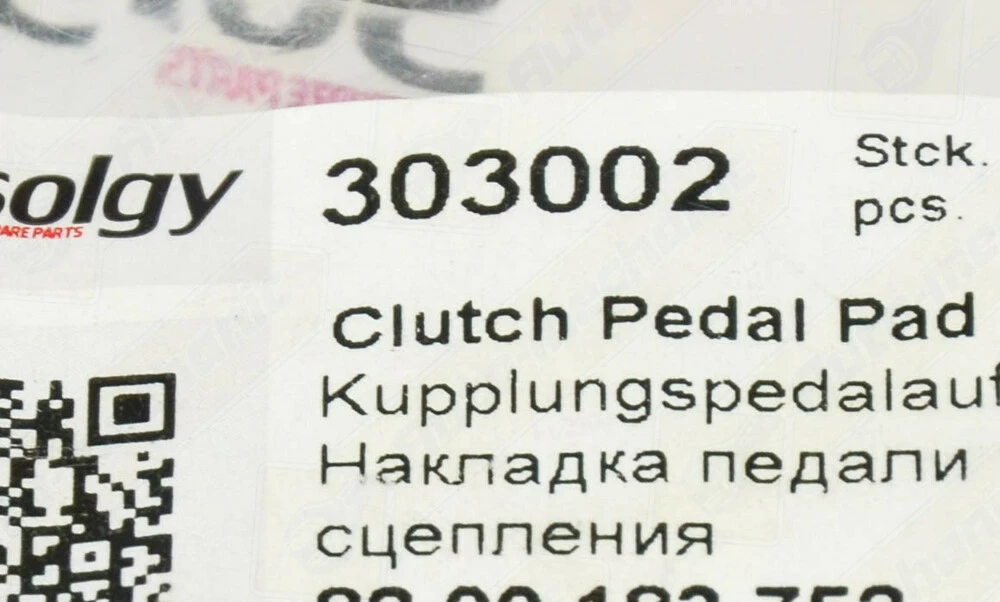 solgy
303002
Stck.
pcs.
Clutch Pedal Pad
Kupplungspedalauf
Накладка педали
сцепления